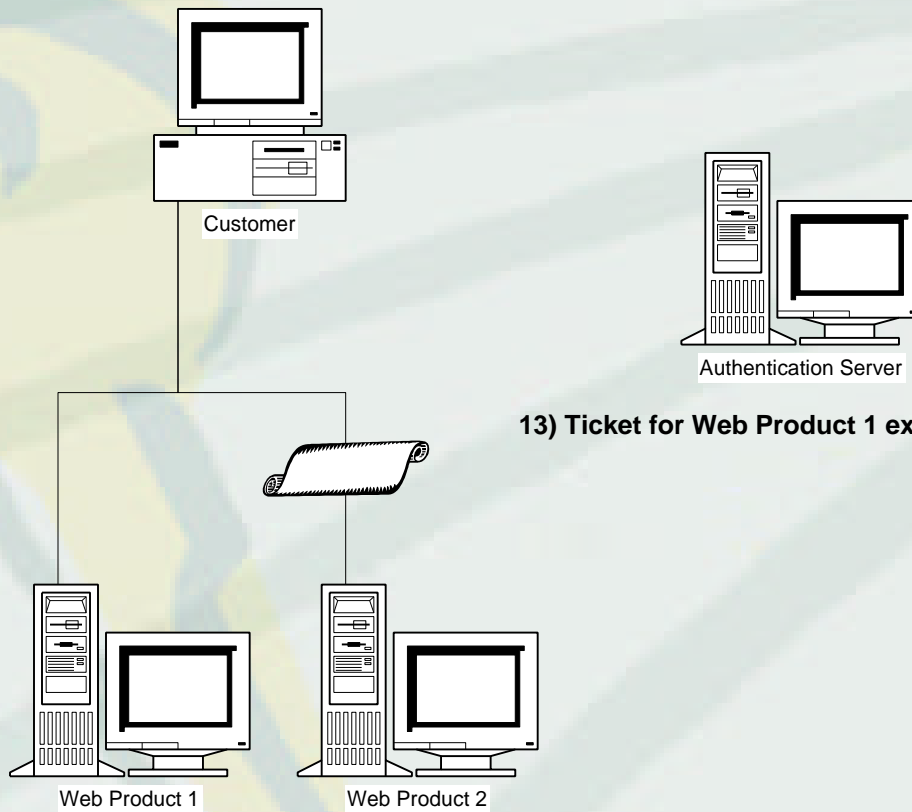 Customer
Authentication Server
13) Ticket for Web Product 1 ex
Web Product 1
Web Product 2